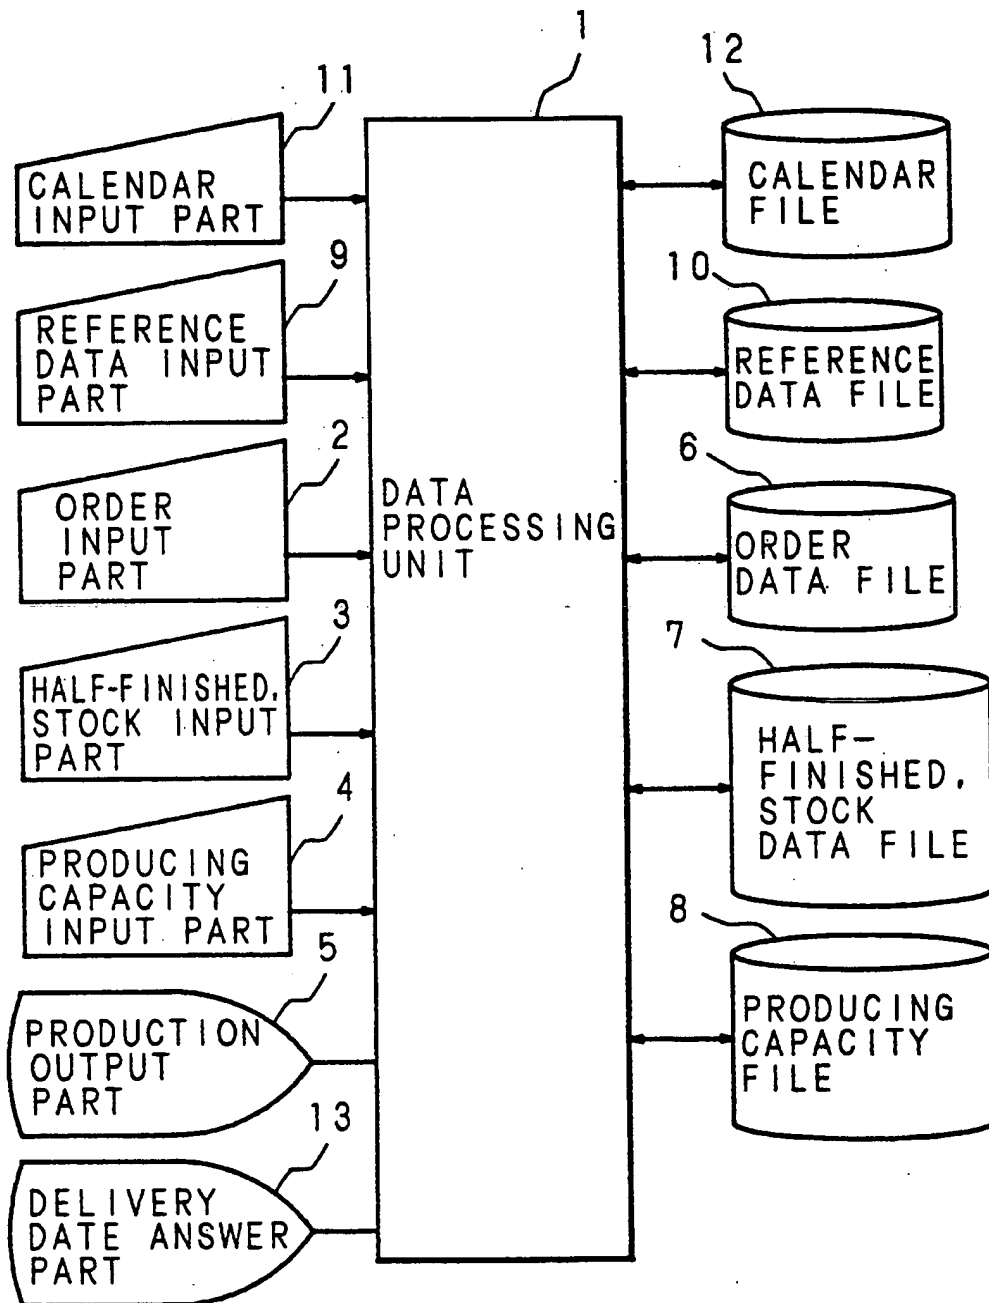 1
11
CALENDAR
INPUT PART
9
REFERENCE
DATA INPUT
PART
2
ORDER
INPUT
PART
3
HALF-FINISHED.
STOCK INPUT
PART
4
PRODUCING
CAPACITY
INPUT PART
5
PRODUCTION
OUTPUT
PART
13
DELIVERY
DATE ANSWER
PART
DATA
PROCESSING
UNIT
12
CALENDAR
FILE
10
REFERENCE
DATA FILE
6
ORDER
DATA FILE
7
HALF-
FINISHED.
STOCK
DATA FILE
8
PRODUCING
CAPACITY
FILE